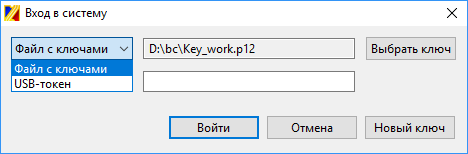 Вход в систему
Файл с ключами D:\bc\Key_work.p12 Выбрать ключ
Файл с ключами
USB-токен
Войти Отмена Новый ключ